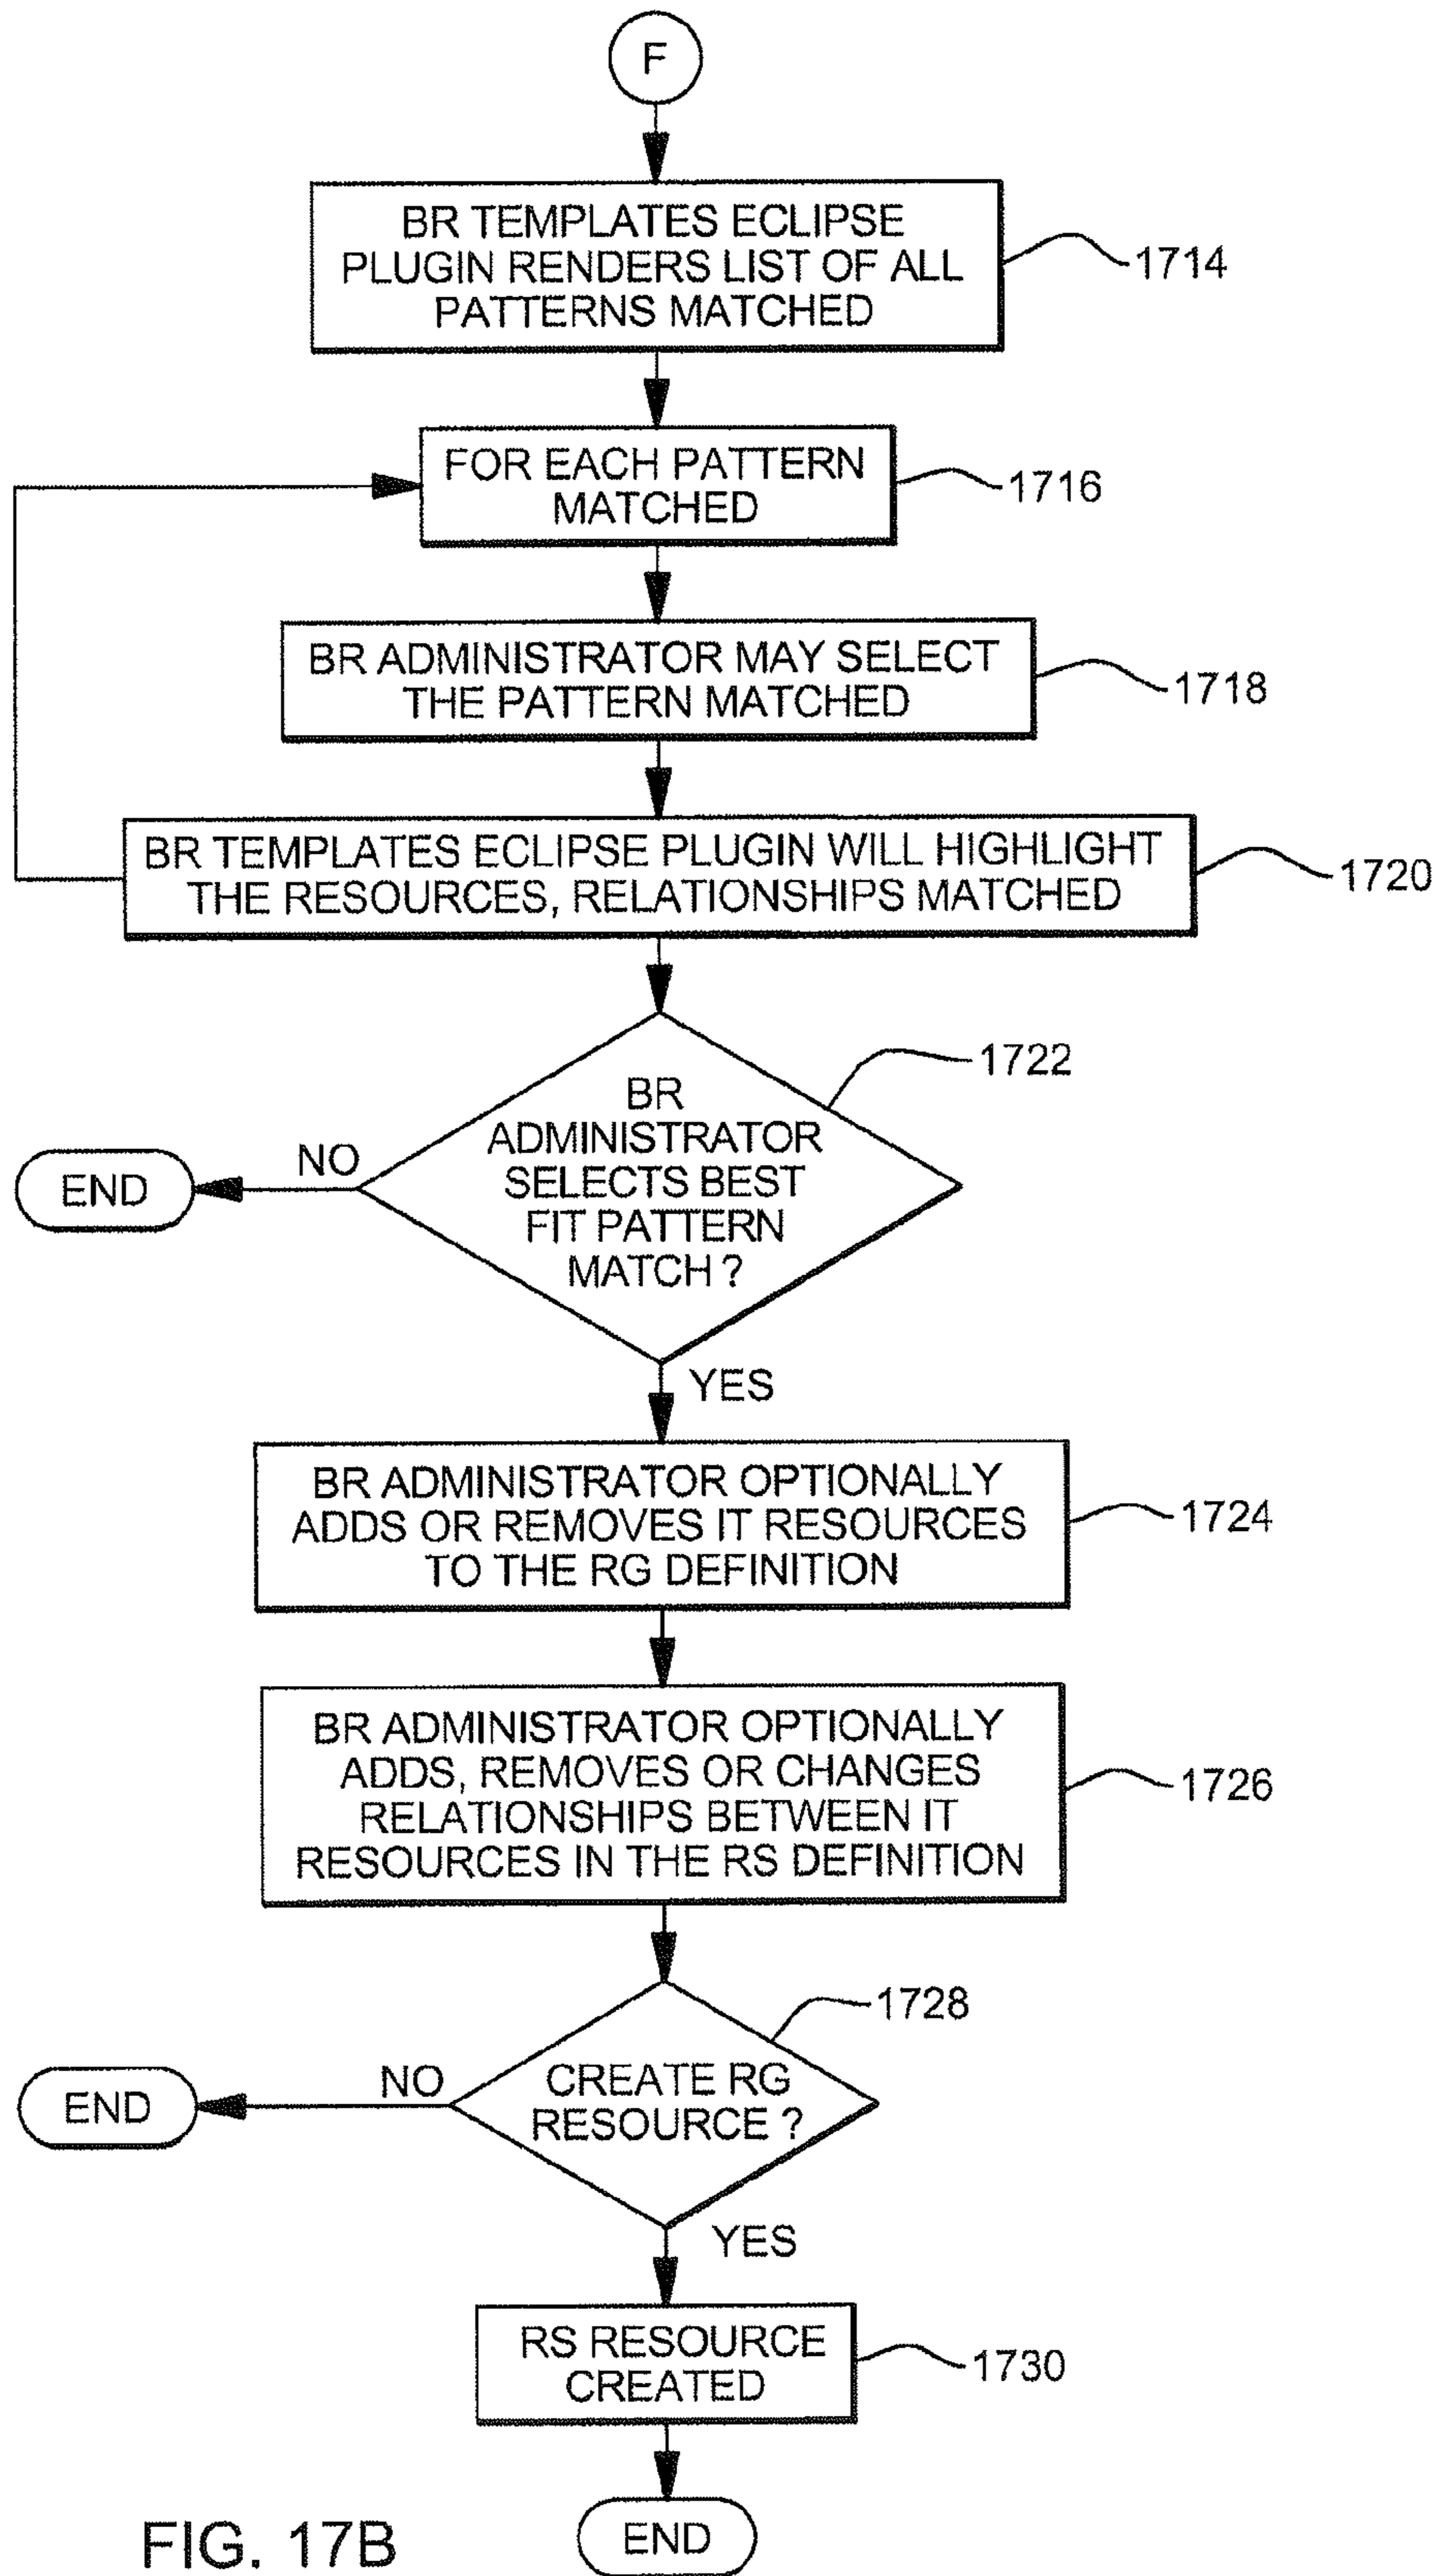 F
BR TEMPLATES ECLIPSE
PLUGIN RENDERS LIST OF ALL
PATTERNS MATCHED
1714
FOR EACH PATTERN
MATCHED
1716
BR ADMINISTRATOR MAY SELECT
THE PATTERN MATCHED
1718
BR TEMPLATES ECLIPSE PLUGIN WILL HIGHLIGHT
THE RESOURCES, RELATIONSHIPS MATCHED
1720
1722
BR
ADMINISTRATOR
SELECTS BEST
FIT PATTERN
MATCH ?
NO
END
YES
BR ADMINISTRATOR OPTIONALLY
ADDS OR REMOVES IT RESOURCES
TO THE RG DEFINITION
1724
BR ADMINISTRATOR OPTIONALLY
ADDS, REMOVES OR CHANGES
RELATIONSHIPS BETWEEN IT
RESOURCES IN THE RS DEFINITION
1726
1728
CREATE RG
RESOURCE ?
NO
END
YES
RS RESOURCE
CREATED
1730
END
FIG. 17B